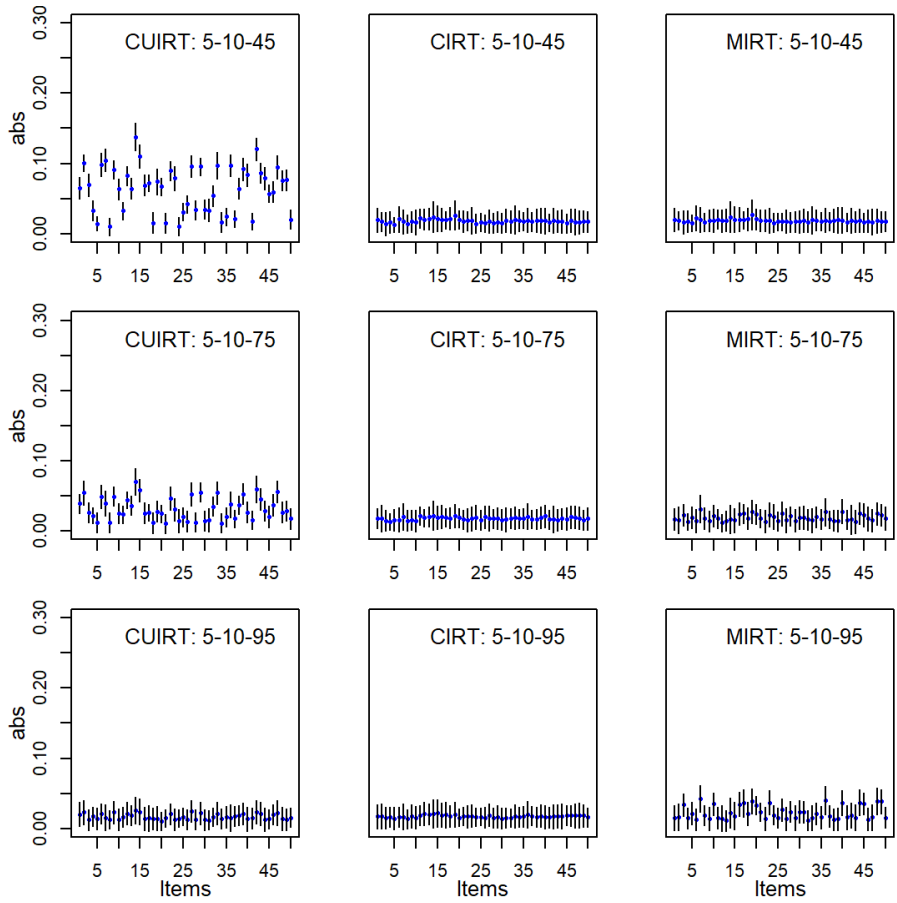 CUIRT: 5-10-45
CIRT: 5-10-45
MIRT: 5-10-45
abs
0.00 0.10 0.20 0.30
5 15 25 35 45
5 15 25 35 45
5 15 25 35 45
CUIRT: 5-10-75
CIRT: 5-10-75
MIRT: 5-10-75
abs
0.00 0.10 0.20 0.30
5 15 25 35 45
5 15 25 35 45
5 15 25 35 45
CUIRT: 5-10-95
CIRT: 5-10-95
MIRT: 5-10-95
abs
0.00 0.10 0.20 0.30
5 15 25 35 45
5 15 25 35 45
5 15 25 35 45
Items
Items
Items